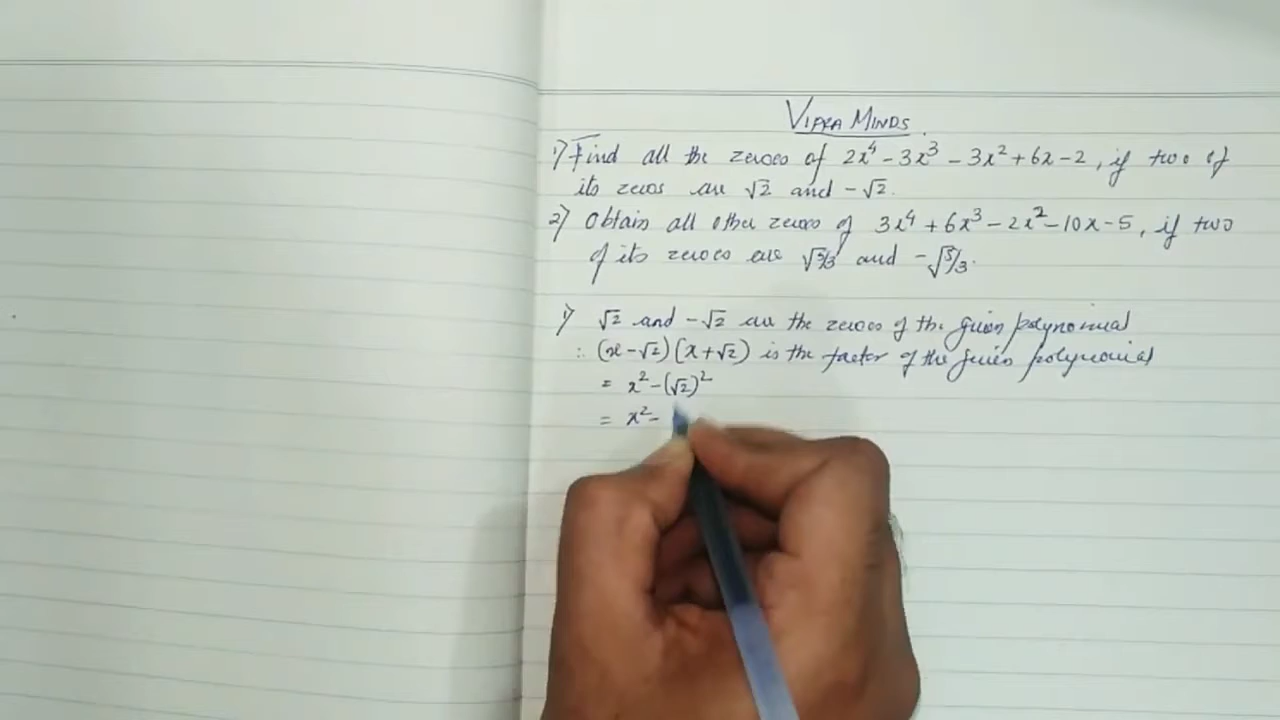 VIPRA MINDS.
1) Find all the zeroes of 2x⁴ - 3x³ - 3x² + 6x - 2, if two of
its zeros are √2 and -√2.
2) Obtain all other zeroes of 3x⁴ + 6x³ - 2x² - 10x - 5, if two
of its zeroes are √5/3 and -√5/3.
1) √2 and -√2 are the zeroes of the given polynomial
∴ (x-√2)(x+√2) is the factor of the given polynomial
= x² - (√2)²
= x² -